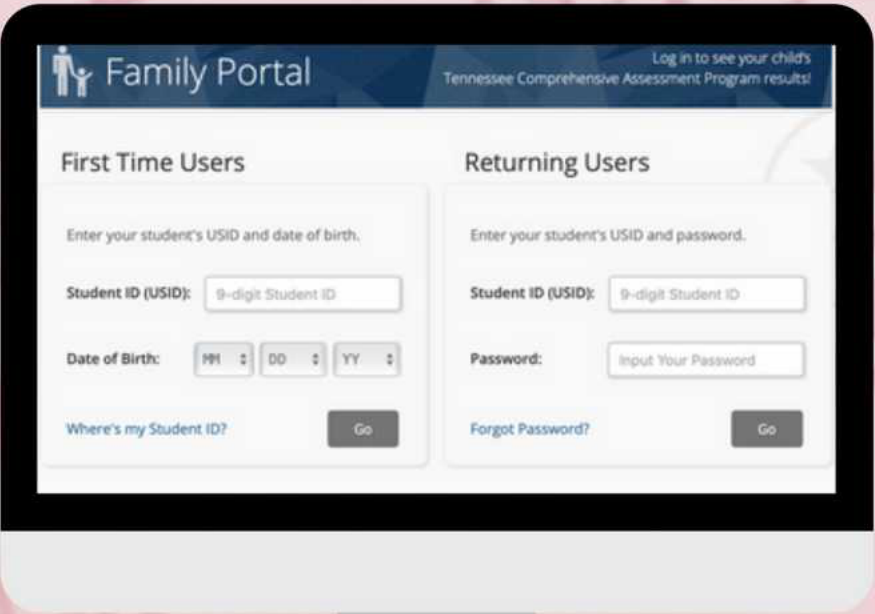 Family Portal
Log in to see your child's
Tennessee Comprehensive Assessment Program results!
First Time Users
Enter your student's USID and date of birth.
Student ID (USID):
9-digit Student ID
Date of Birth:
MM
DD
YY
Where's my Student ID?
Go
Returning Users
Enter your student's USID and password.
Student ID (USID):
9-digit Student ID
Password:
Input Your Password
Forgot Password?
Go